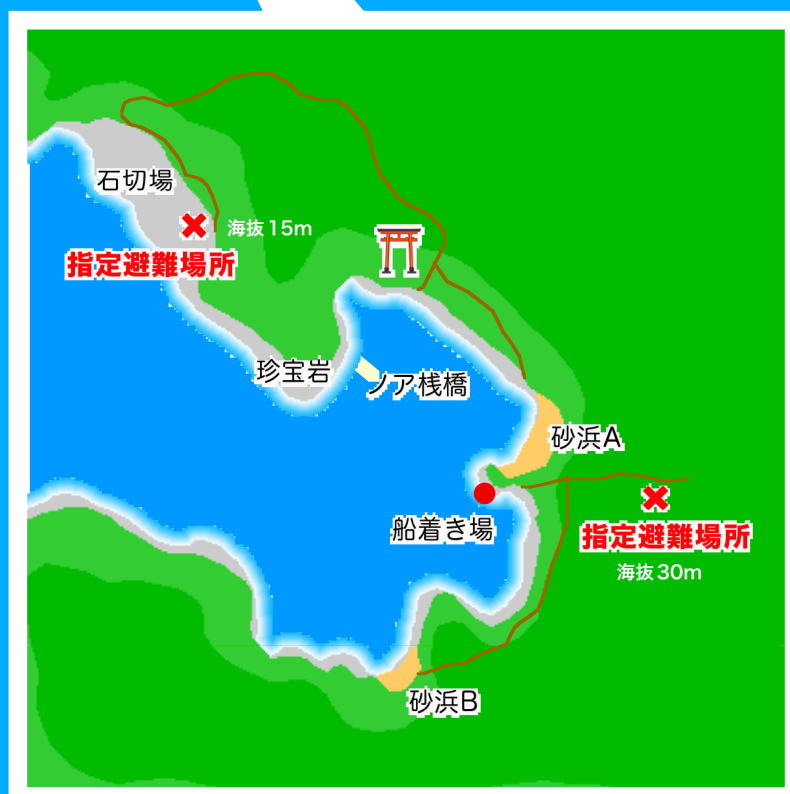 石切場
海抜15m
指定避難場所
珍宝岩
ノア桟橋
砂浜A
船着き場
指定避難場所
海抜30m
砂浜B